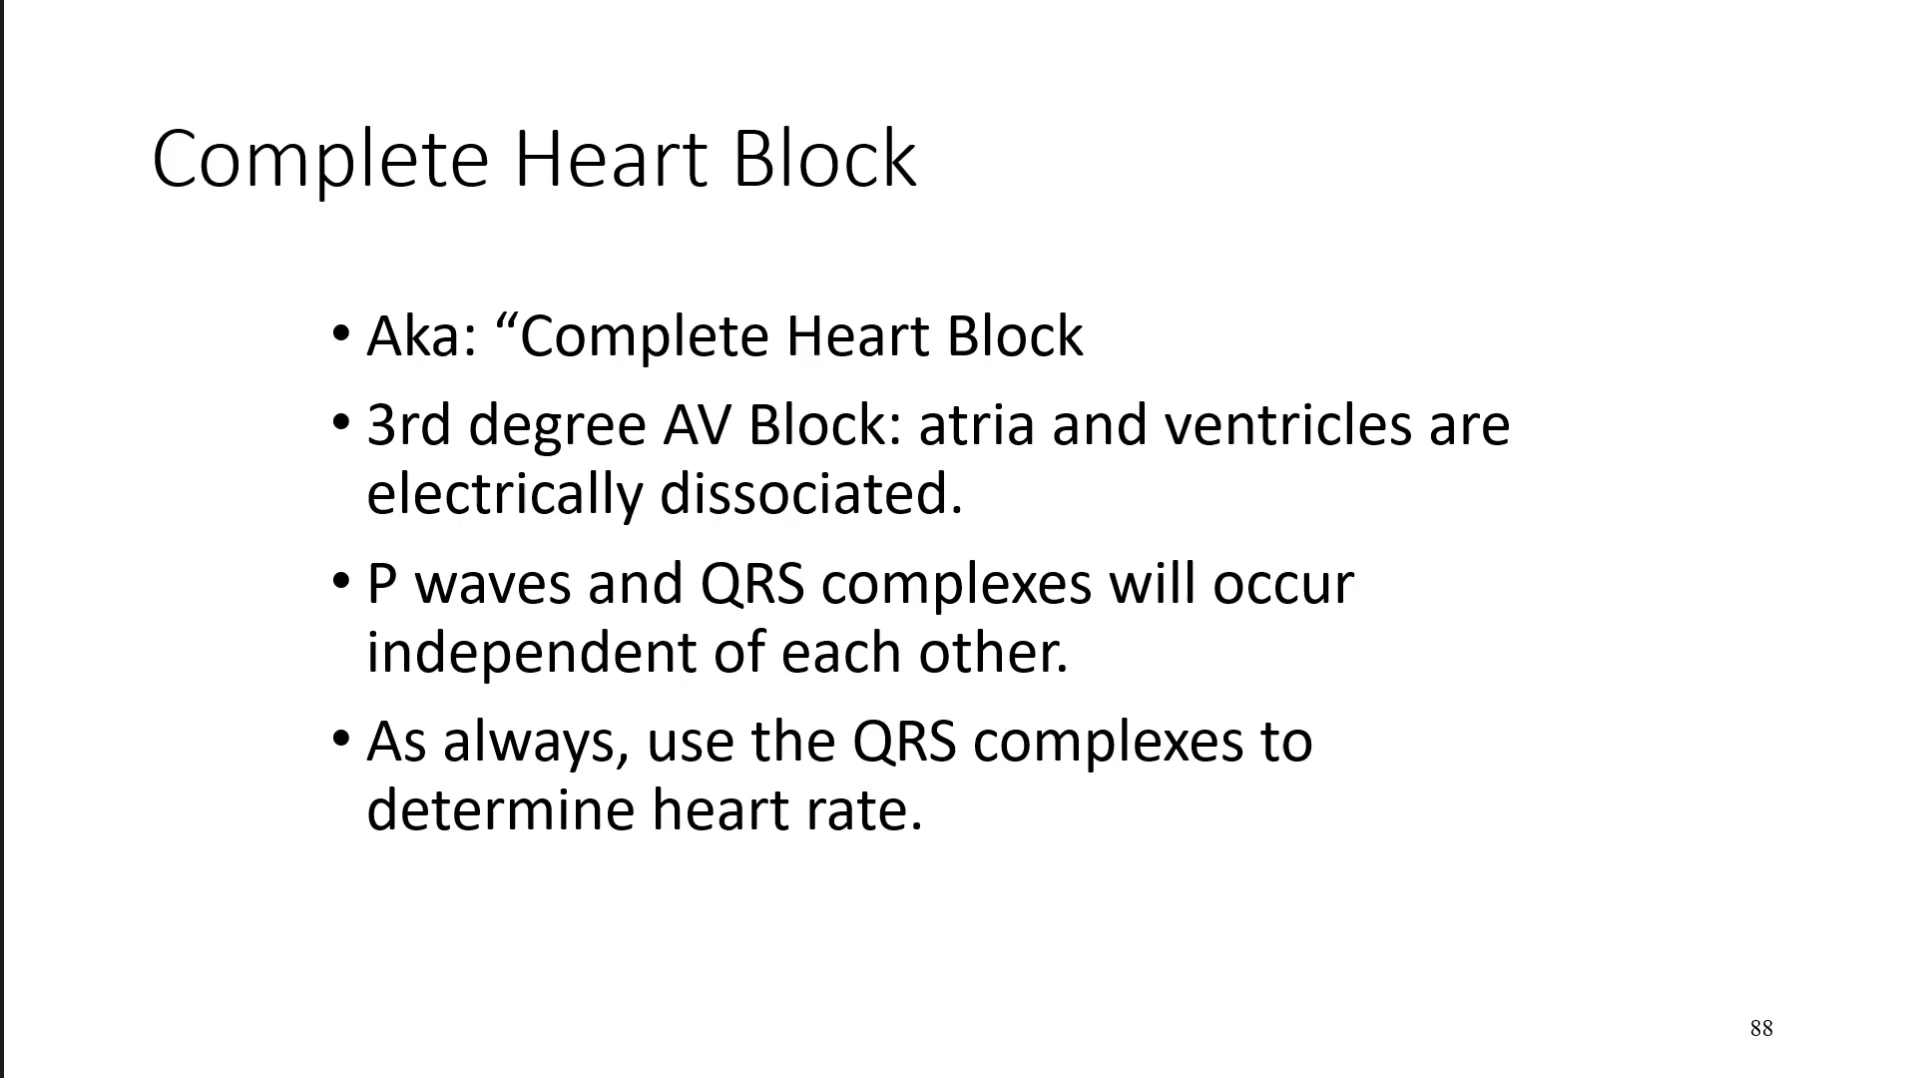 Complete Heart Block
• Aka: “Complete Heart Block
• 3rd degree AV Block: atria and ventricles are
electrically dissociated.
• P waves and QRS complexes will occur
independent of each other.
• As always, use the QRS complexes to
determine heart rate.
88